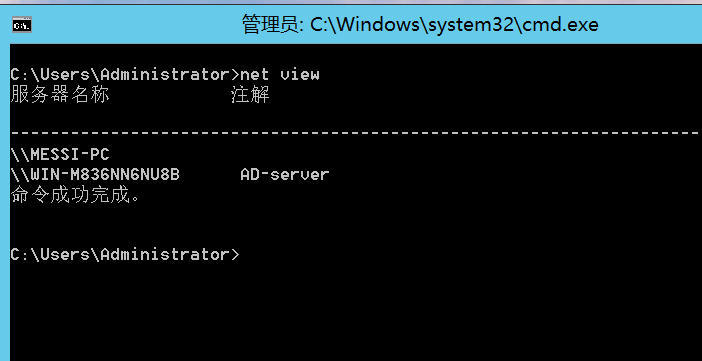 管理员: C:\Windows\system32\cmd.exe
C:\Users\Administrator>net view
服务器名称 注解
-------------------------------------------------------------------------------
\\MESSI-PC
\\WIN-M836NN6NU8B AD-server
命令成功完成。
C:\Users\Administrator>